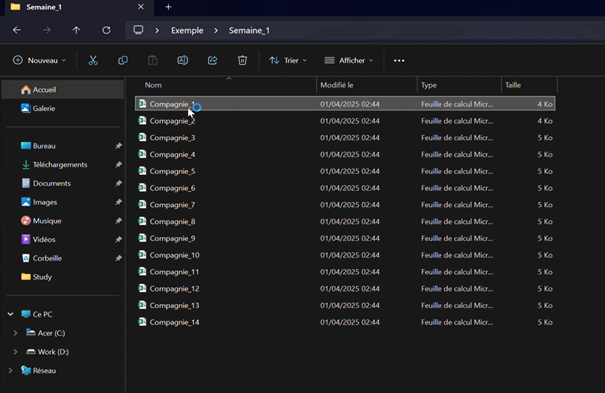 Semaine_1
Exemple > Semaine_1
Nouveau Trier Afficher
Nom Modifié le Type Taille
Accueil
Galerie
Bureau
Téléchargements
Documents
Images
Musique
Vidéos
Corbeille
Study
Ce PC
Acer (C:)
Work (D:)
Réseau
Compagnie_1 01/04/2025 02:44 Feuille de calcul Micr... 4 Ko
Compagnie_2 01/04/2025 02:44 Feuille de calcul Micr... 4 Ko
Compagnie_3 01/04/2025 02:44 Feuille de calcul Micr... 5 Ko
Compagnie_4 01/04/2025 02:44 Feuille de calcul Micr... 5 Ko
Compagnie_5 01/04/2025 02:44 Feuille de calcul Micr... 5 Ko
Compagnie_6 01/04/2025 02:44 Feuille de calcul Micr... 5 Ko
Compagnie_7 01/04/2025 02:44 Feuille de calcul Micr... 5 Ko
Compagnie_8 01/04/2025 02:44 Feuille de calcul Micr... 5 Ko
Compagnie_9 01/04/2025 02:44 Feuille de calcul Micr... 5 Ko
Compagnie_10 01/04/2025 02:44 Feuille de calcul Micr... 5 Ko
Compagnie_11 01/04/2025 02:44 Feuille de calcul Micr... 5 Ko
Compagnie_12 01/04/2025 02:44 Feuille de calcul Micr... 5 Ko
Compagnie_13 01/04/2025 02:44 Feuille de calcul Micr... 5 Ko
Compagnie_14 01/04/2025 02:44 Feuille de calcul Micr... 5 Ko